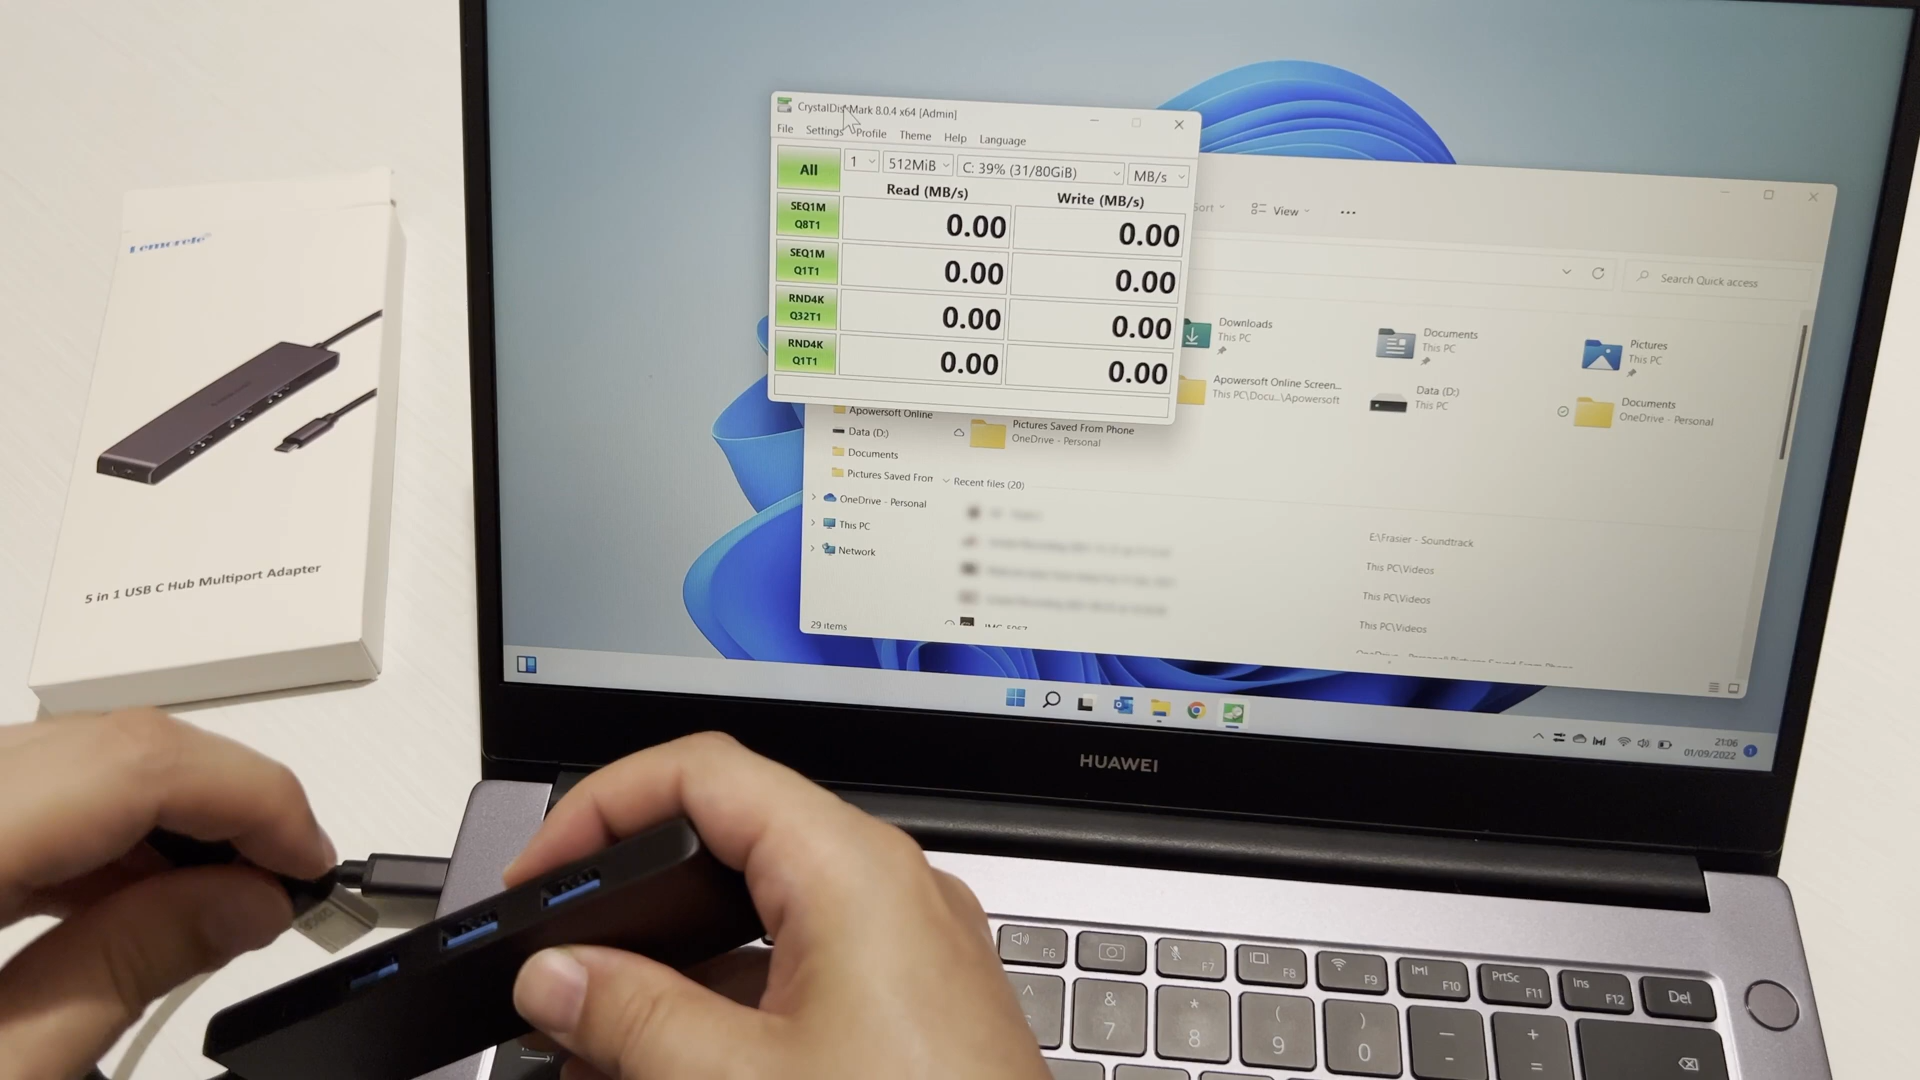 Lemorele
5 in 1 USB C Hub Multiport Adapter
CrystalDiskMark 8.0.4 x64 [Admin]
File Settings Profile Theme Help Language
All
1
512MiB
C: 39% (31/80GiB)
MB/s
Read (MB/s)
Write (MB/s)
SEQ1M
Q8T1
0.00
0.00
SEQ1M
Q1T1
0.00
0.00
RND4K
Q32T1
0.00
0.00
RND4K
Q1T1
0.00
0.00
Sort
View
Search Quick access
Downloads
This PC
Documents
This PC
Pictures
This PC
Apowersoft Online Screen...
This PC\Docu...\Apowersoft
Data (D:)
This PC
Documents
OneDrive - Personal
Pictures Saved From Phone
OneDrive - Personal
Apowersoft Online
Data (D:)
Documents
Pictures Saved From
OneDrive - Personal
This PC
Network
Recent files (20)
E:\Frasier - Soundtrack
This PC\Videos
This PC\Videos
This PC\Videos
29 items
21:06
01/09/2022
1
HUAWEI
F6
F7
F8
F9
F10
PrtSc
F11
Ins
F12
Del
^
&
7
*
8
(
9
)
0
-
+
=